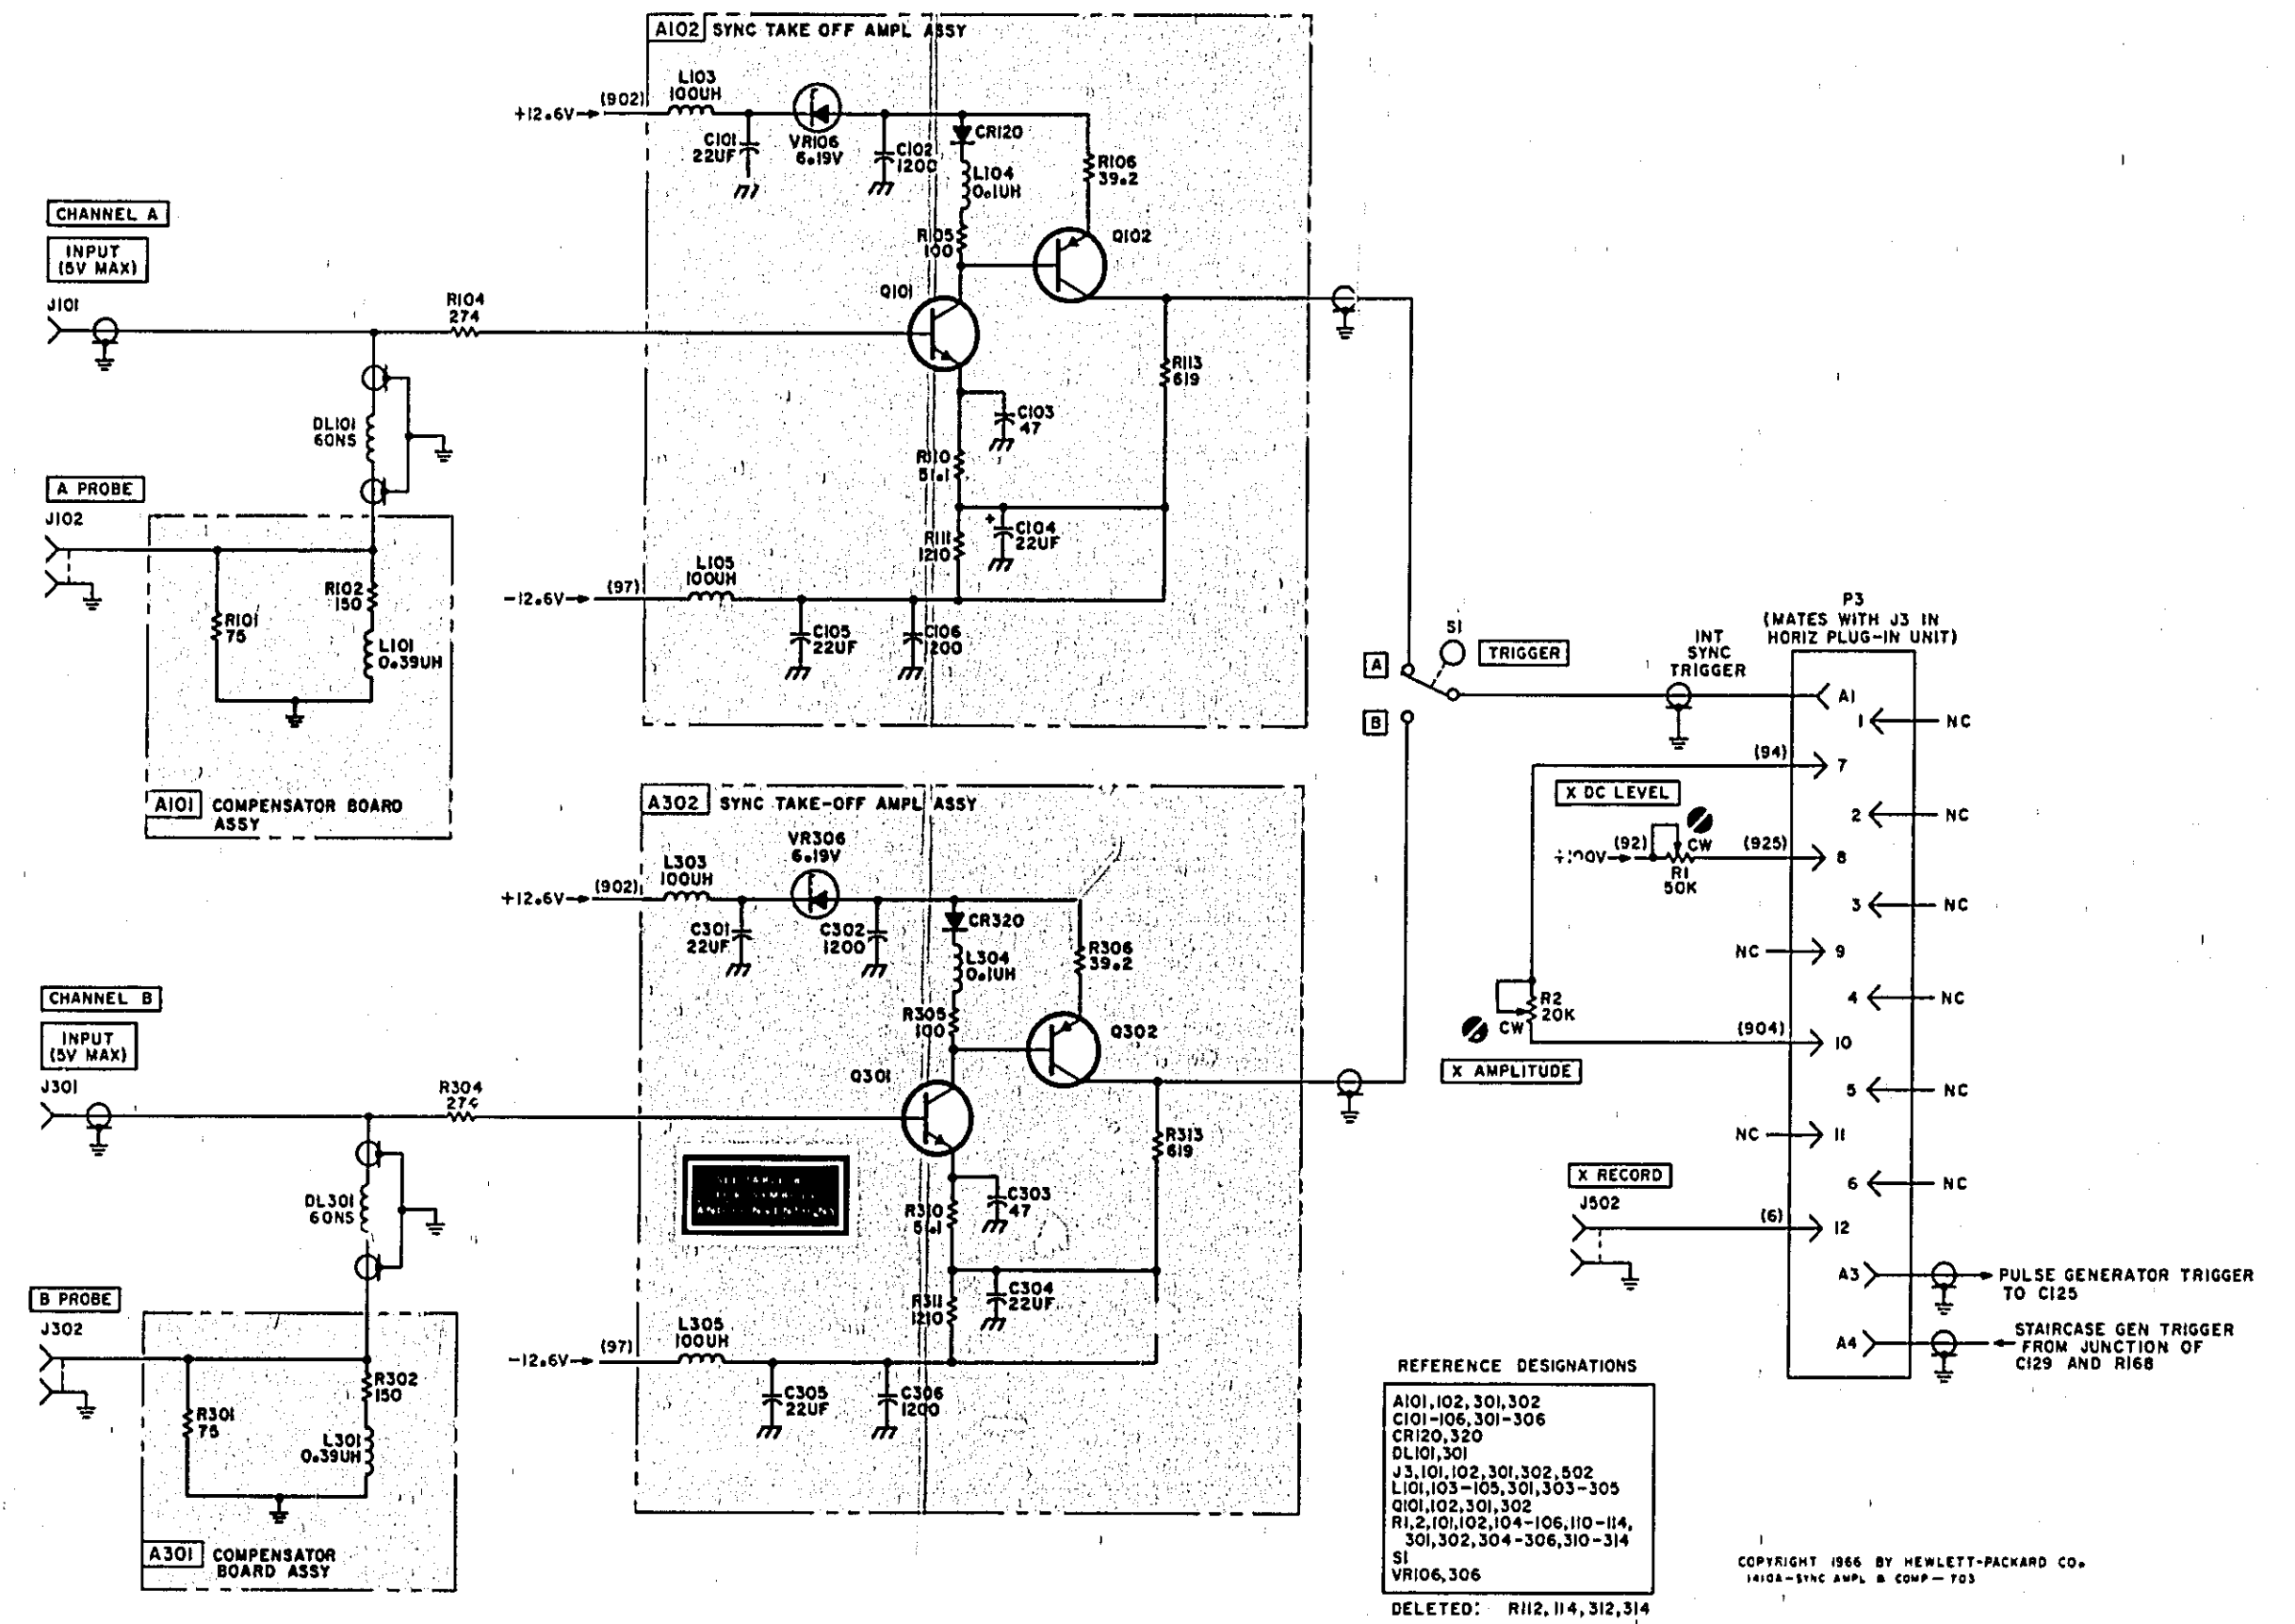 A102 SYNC TAKE OFF AMPL ASSY
L103
100UH
+12.6V
(902)
C101
22UF
VR106
6.19V
C102
1200
CR120
L104
0.1UH
R106
39.2
R105
100
Q102
Q101
CHANNEL A
INPUT
(5V MAX)
J101
R104
274
DL101
60NS
R113
619
C103
47
R110
51.1
C104
22UF
R111
1210
A PROBE
J102
R102
150
R101
75
L101
0.39UH
L105
100UH
-12.6V
(97)
C105
22UF
C106
1200
A101 COMPENSATOR BOARD
ASSY
A
B
S1
TRIGGER
INT
SYNC
TRIGGER
P3
(MATES WITH J3 IN
HORIZ PLUG-IN UNIT)
A1
1 NC
(94) 7
2 NC
X DC LEVEL
(92)
CW
(925) 8
R1
50K
3 NC
NC 9
4 NC
R2
20K
CW
(904) 10
X AMPLITUDE
5 NC
NC 11
6 NC
X RECORD
J502
(6) 12
A3 PULSE GENERATOR TRIGGER
TO C125
A4 STAIRCASE GEN TRIGGER
FROM JUNCTION OF
C129 AND R168
A302 SYNC TAKE-OFF AMPL ASSY
VR306
6.19V
L303
100UH
+12.6V
(902)
C301
22UF
C302
1200
CR320
L304
0.1UH
R306
39.2
R305
100
Q302
Q301
CHANNEL B
INPUT
(5V MAX)
J301
R304
274
DL301
60NS
R313
619
C303
47
R310
51.1
C304
22UF
R311
1210
B PROBE
J302
R302
150
R301
75
L301
0.39UH
L305
100UH
-12.6V
(97)
C305
22UF
C306
1200
A301 COMPENSATOR
BOARD ASSY
REFERENCE DESIGNATIONS
A101,102,301,302
C101-106,301-306
CR120,320
DL101,301
J3,101,102,301,302,502
L101,103-105,301,303-305
Q101,102,301,302
R1,2,101,102,104-106,110-114,
301,302,304-306,310-314
S1
VR106,306
DELETED: R112,114,312,314
COPYRIGHT 1966 BY HEWLETT-PACKARD CO.
1410A-SYNC AMPL & COMP-703